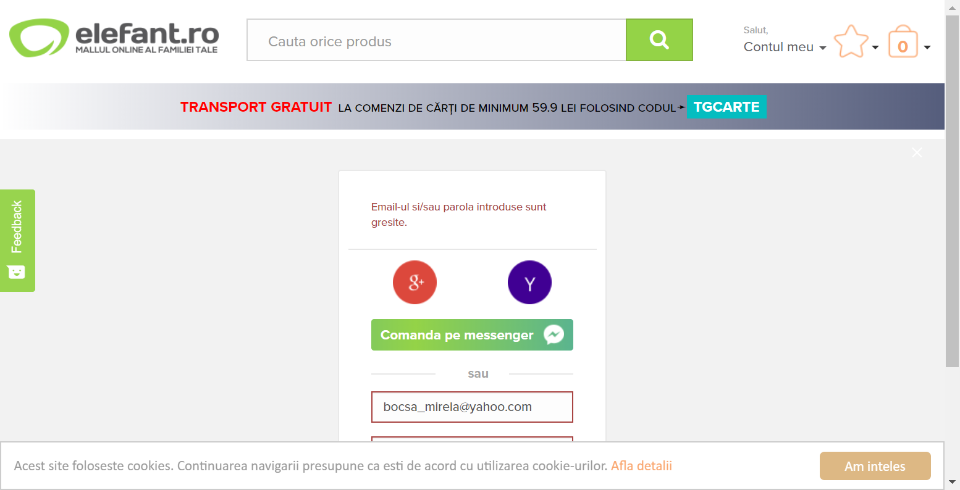 elefant.ro
MALLUL ONLINE AL FAMILIEI TALE
Cauta orice produs
Salut,
Contul meu
0
TRANSPORT GRATUIT LA COMENZI DE CĂRȚI DE MINIMUM 59.9 LEI FOLOSIND CODUL TGCARTE
Feedback
Email-ul si/sau parola introduse sunt
gresite.
g+
Y
Comanda pe messenger
sau
bocsa_mirela@yahoo.com
Acest site foloseste cookies. Continuarea navigarii presupune ca esti de acord cu utilizarea cookie-urilor. Afla detalii
Am inteles